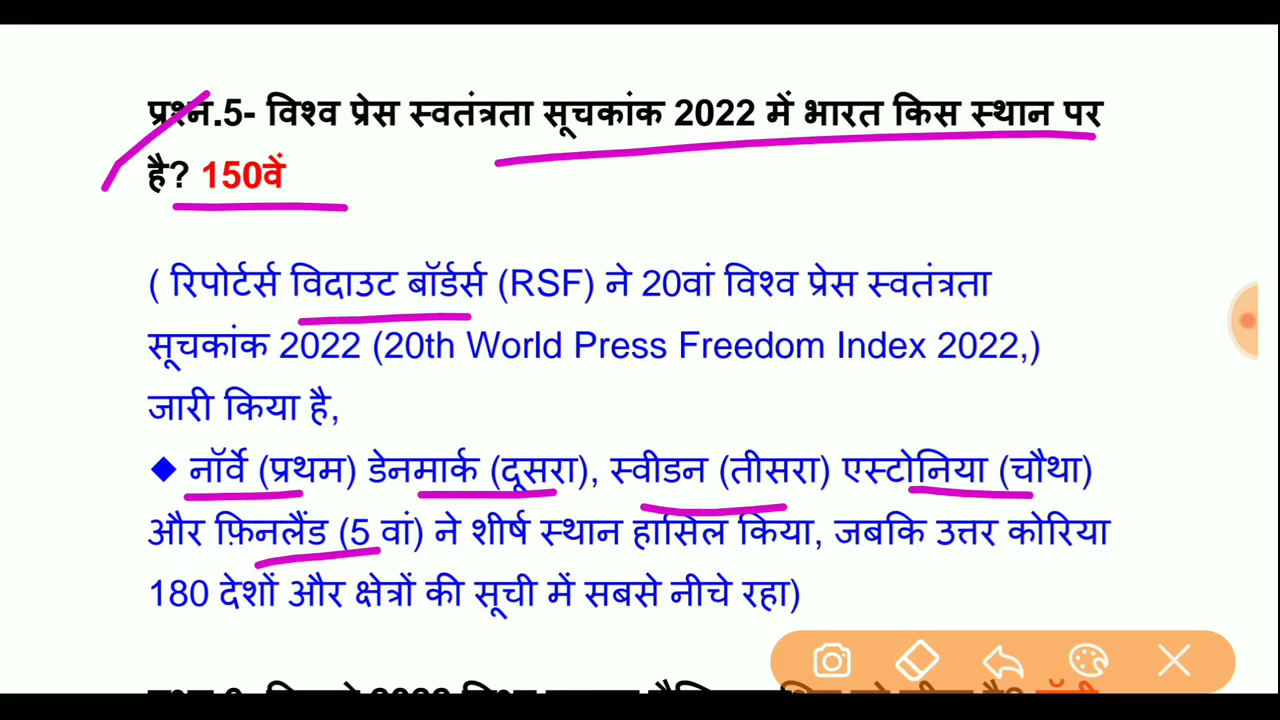 प्रश्न.5- विश्व प्रेस स्वतंत्रता सूचकांक 2022 में भारत किस स्थान पर
है? 150वें
( रिपोर्टर्स विदाउट बॉर्डर्स (RSF) ने 20वां विश्व प्रेस स्वतंत्रता
सूचकांक 2022 (20th World Press Freedom Index 2022,)
जारी किया है,
◆ नॉर्वे (प्रथम) डेनमार्क (दूसरा), स्वीडन (तीसरा) एस्टोनिया (चौथा)
और फ़िनलैंड (5 वां) ने शीर्ष स्थान हासिल किया, जबकि उत्तर कोरिया
180 देशों और क्षेत्रों की सूची में सबसे नीचे रहा)